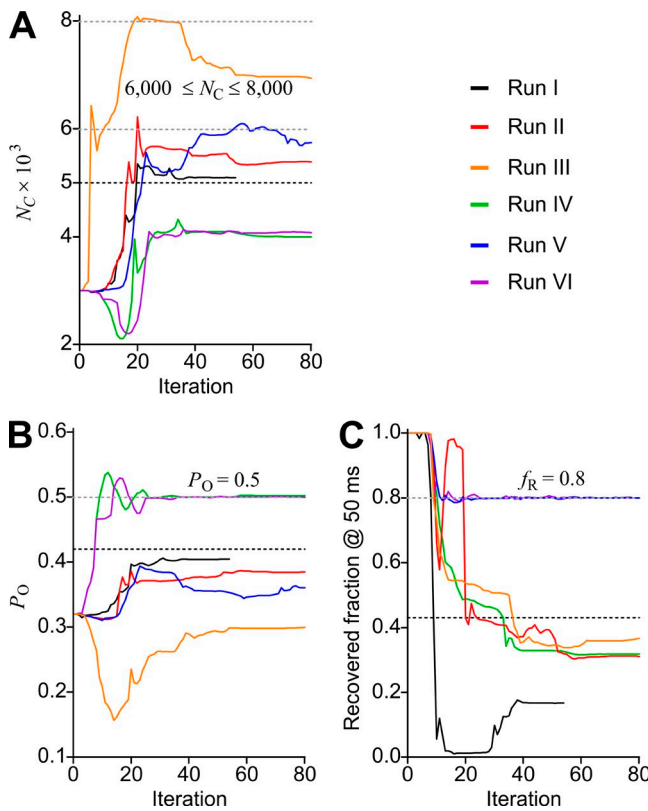 A
N_C × 10³
8
6
5
4
2
6,000 ≤ N_C ≤ 8,000
0
20
40
60
80
Iteration
Run I
Run II
Run III
Run IV
Run V
Run VI
B
P_O
0.6
0.5
0.4
0.3
0.2
0.1
P_O = 0.5
0
20
40
60
80
Iteration
C
Recovered fraction @ 50 ms
1.0
0.8
0.6
0.4
0.2
0.0
f_R = 0.8
0
20
40
60
80
Iteration